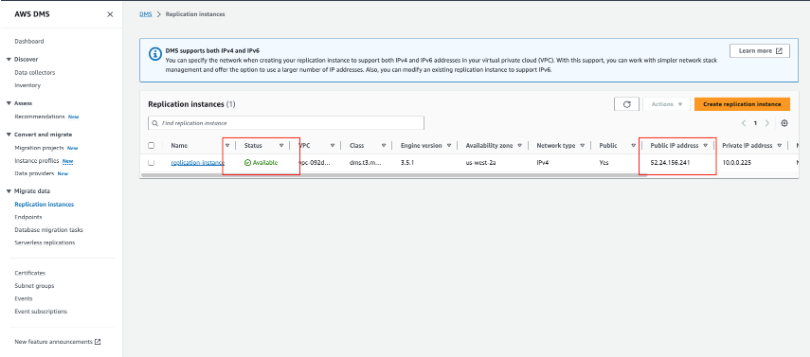 AWS DMS
Dashboard
Discover
Data collectors
Inventory
Assess
Recommendations New
Convert and migrate
Migration projects New
Instance profiles New
Data providers New
Migrate data
Replication instances
Endpoints
Database migration tasks
Serverless replications
Certificates
Subnet groups
Events
Event subscriptions
New feature announcements
DMS > Replication instances
DMS supports both IPv4 and IPv6
You can specify the network when creating your replication instance to support both IPv4 and IPv6 addresses in your virtual private cloud (VPC). With this support, you can work with simpler network stack
management and offer the option to use a larger number of IP addresses. Also, you can modify an existing replication instance to support IPv6.
Learn more
Replication instances (1)
Actions
Create replication instance
Find replication instance
1
Name Status VPC Class Engine version Availability zone Network type Public Public IP address Private IP address
replication-instance Available vpc-092d... dms.t3.m... 3.5.1 us-west-2a IPv4 Yes 52.24.156.241 10.0.0.225